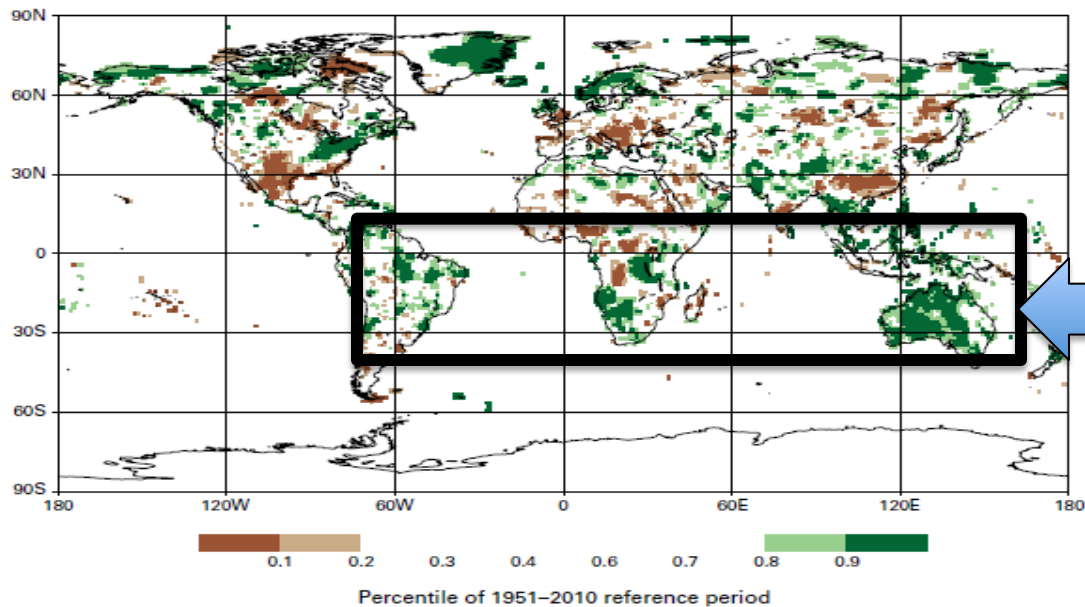 90N
60N
30N
0
30S
60S
90S
180 120W 60W 0 60E 120E 180
0.1 0.2 0.3 0.4 0.6 0.7 0.8 0.9
Percentile of 1951–2010 reference period